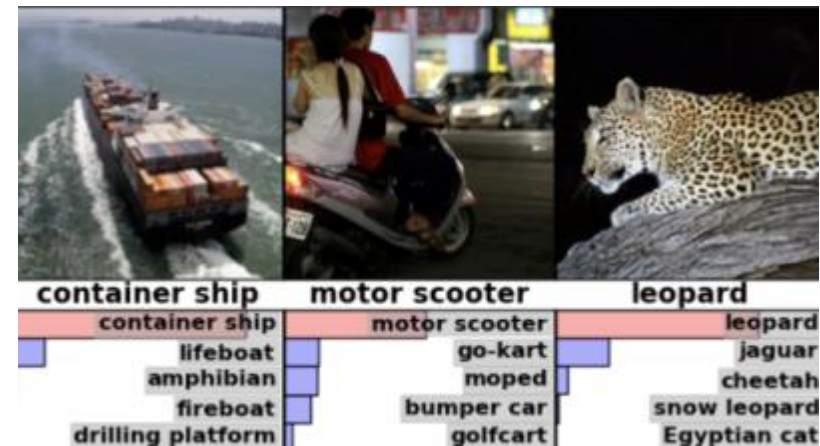 container ship
container ship
lifeboat
amphibian
fireboat
drilling platform
motor scooter
motor scooter
go-kart
moped
bumper car
golfcart
leopard
leopard
jaguar
cheetah
snow leopard
Egyptian cat